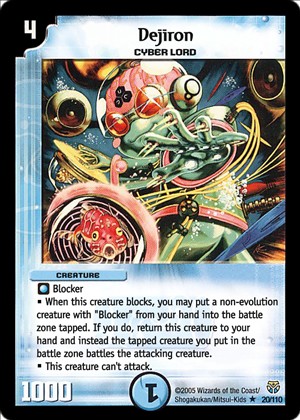 4
Dejiron
CYBER LORD
CREATURE
Blocker
▪ When this creature blocks, you may put a non-evolution
creature with "Blocker" from your hand into the battle
zone tapped. If you do, return this creature to your
hand and instead the tapped creature you put in the
battle zone battles the attacking creature.
▪ This creature can't attack.
1000
©2005 Wizards of the Coast/
Shogakukan/Mitsui-Kids ★ 20/110